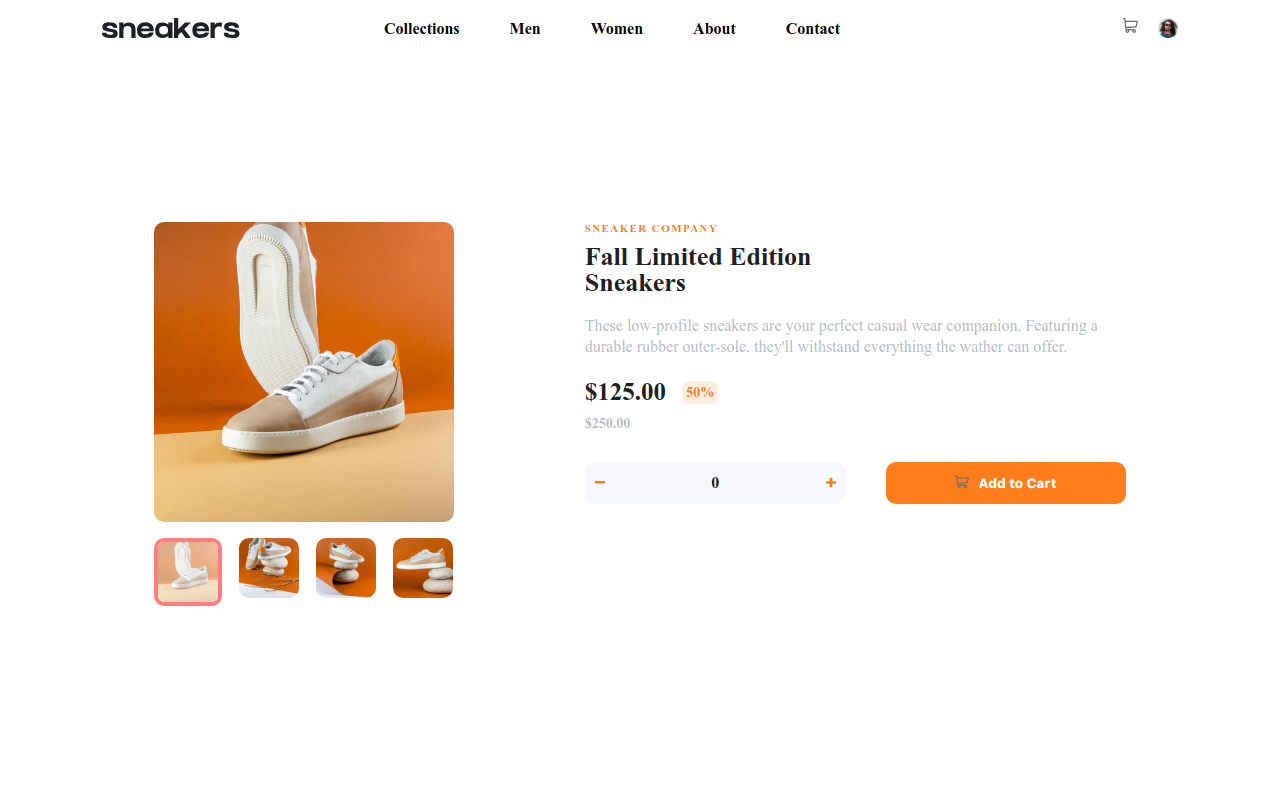 sneakers
Collections Men Women About Contact
SNEAKER COMPANY
Fall Limited Edition
Sneakers
These low-profile sneakers are your perfect casual wear companion. Featuring a
durable rubber outer-sole. they'll withstand everything the wather can offer.
$125.00 50%
$250.00
0
Add to Cart